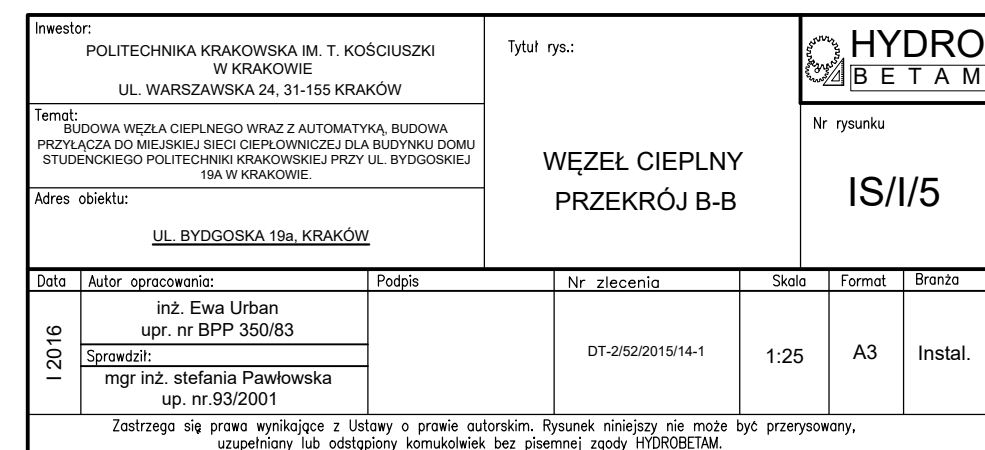 Inwestor:
POLITECHNIKA KRAKOWSKA IM. T. KOŚCIUSZKI
W KRAKOWIE
UL. WARSZAWSKA 24, 31-155 KRAKÓW
Temat:
BUDOWA WĘZŁA CIEPLNEGO WRAZ Z AUTOMATYKĄ, BUDOWA
PRZYŁĄCZA DO MIEJSKIEJ SIECI CIEPŁOWNICZEJ DLA BUDYNKU DOMU
STUDENCKIEGO POLITECHNIKI KRAKOWSKIEJ PRZY UL. BYDGOSKIEJ
19A W KRAKOWIE.
Adres obiektu:
UL. BYDGOSKA 19a, KRAKÓW
Tytuł rys.:
WĘZEŁ CIEPLNY
PRZEKRÓJ B-B
HYDRO
BETAM
Nr rysunku
IS/I/5
Data
I 2016
Autor opracowania:
inż. Ewa Urban
upr. nr BPP 350/83
Sprawdził:
mgr inż. stefania Pawłowska
up. nr.93/2001
Podpis
Nr zlecenia
DT-2/52/2015/14-1
Skala
1:25
Format
A3
Branża
Instal.
Zastrzega się prawa wynikające z Ustawy o prawie autorskim. Rysunek niniejszy nie może być przerysowany,
uzupełniany lub odstąpiony komukolwiek bez pisemnej zgody HYDROBETAM.